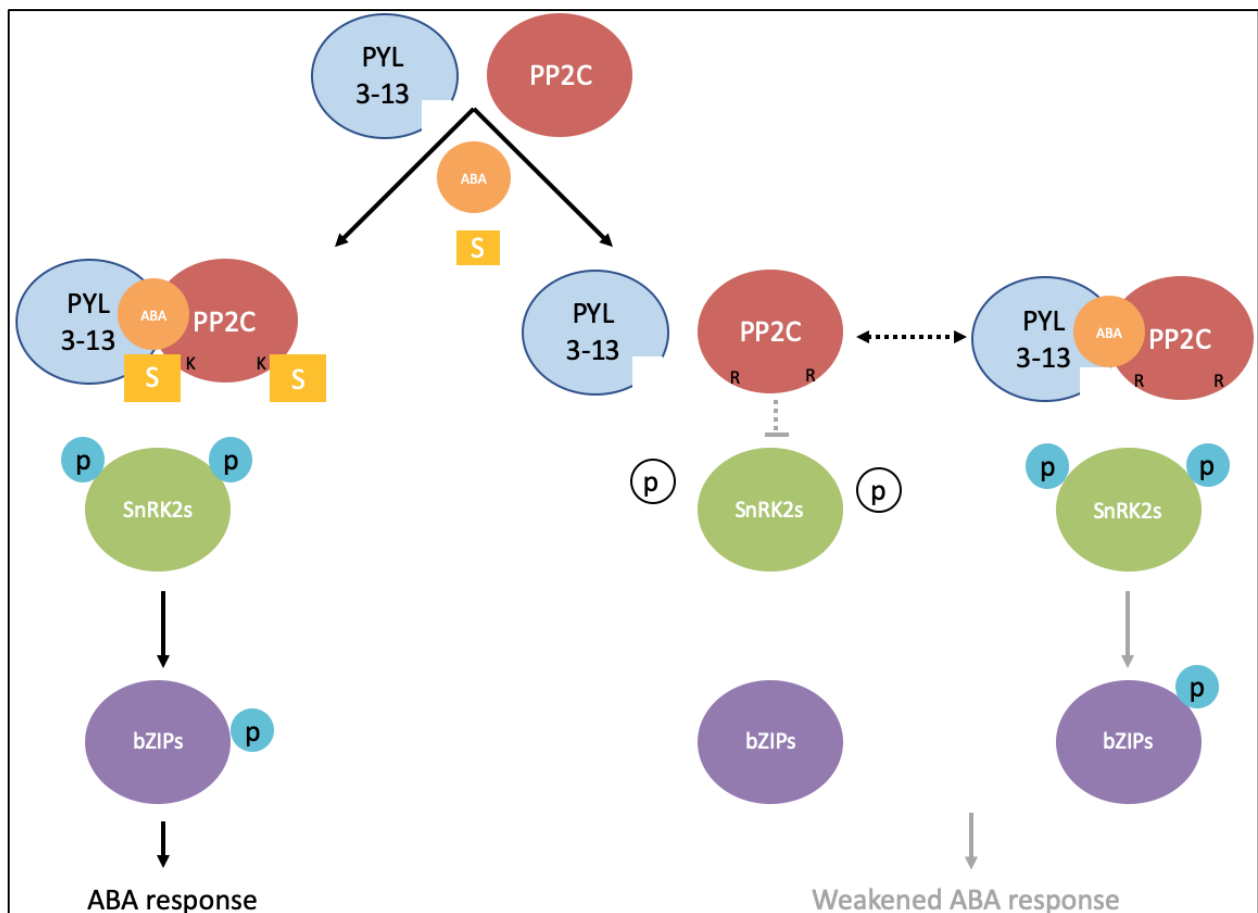 PYL
3-13
PP2C
ABA
S
PYL
3-13
ABA
PP2C
S
K
K
S
PYL
3-13
PP2C
R
R
PYL
3-13
ABA
PP2C
R
R
p
p
SnRK2s
p
p
SnRK2s
p
p
SnRK2s
bZIPs
p
bZIPs
p
bZIPs
ABA response
Weakened ABA response